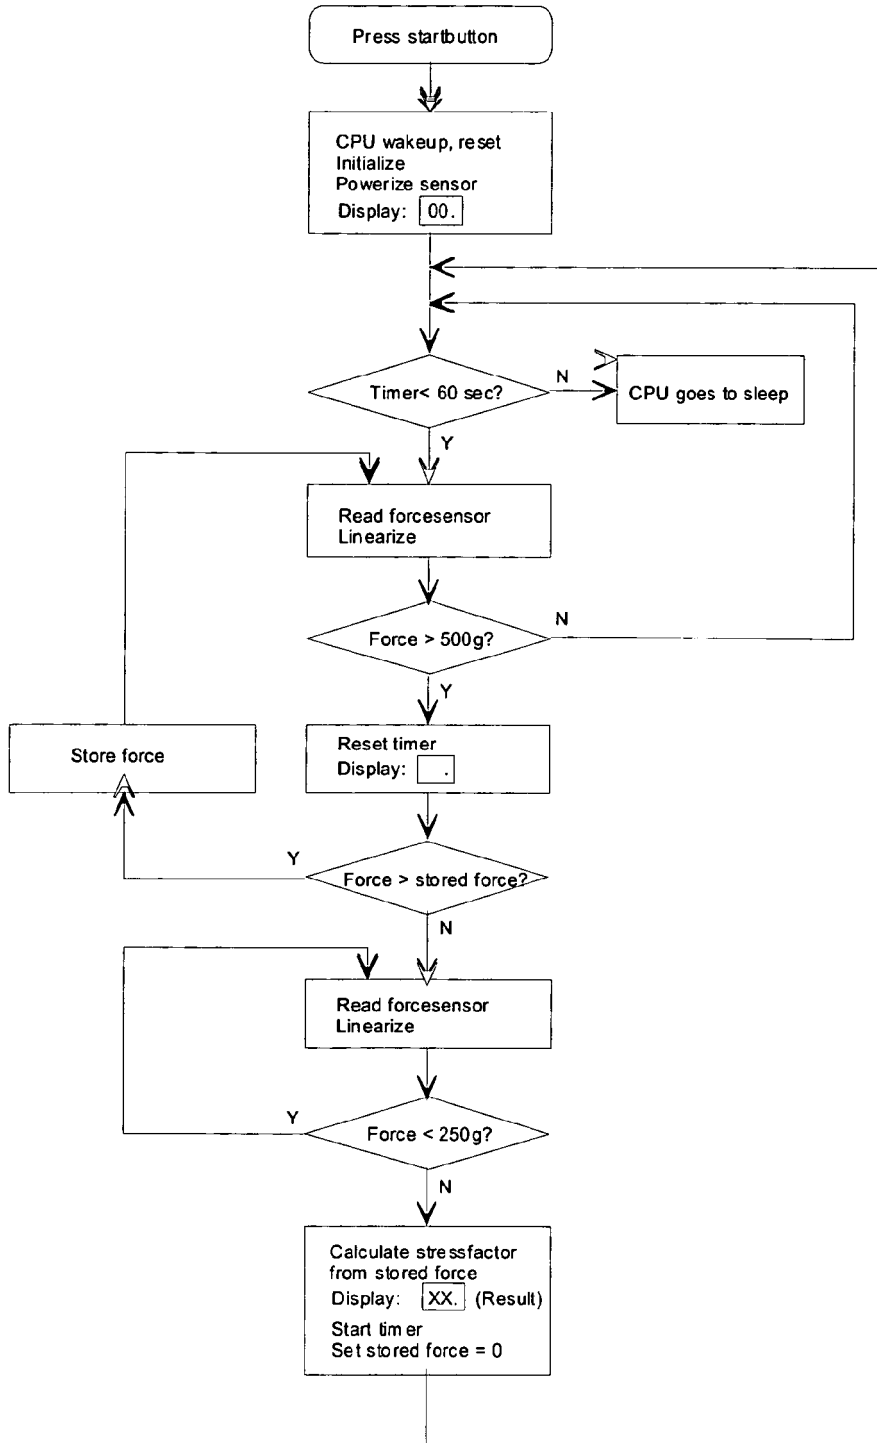 Press startbutton
CPU wakeup, reset
Initialize
Powerize sensor
Display: 00.
Timer< 60 sec?
N
CPU goes to sleep
Y
Read forcesensor
Linearize
Force > 500g?
N
Y
Store force
Reset timer
Display: .
Y
Force > stored force?
N
Read forcesensor
Linearize
Y
Force < 250g?
N
Calculate stressfactor
from stored force
Display: XX. (Result)
Start timer
Set stored force = 0